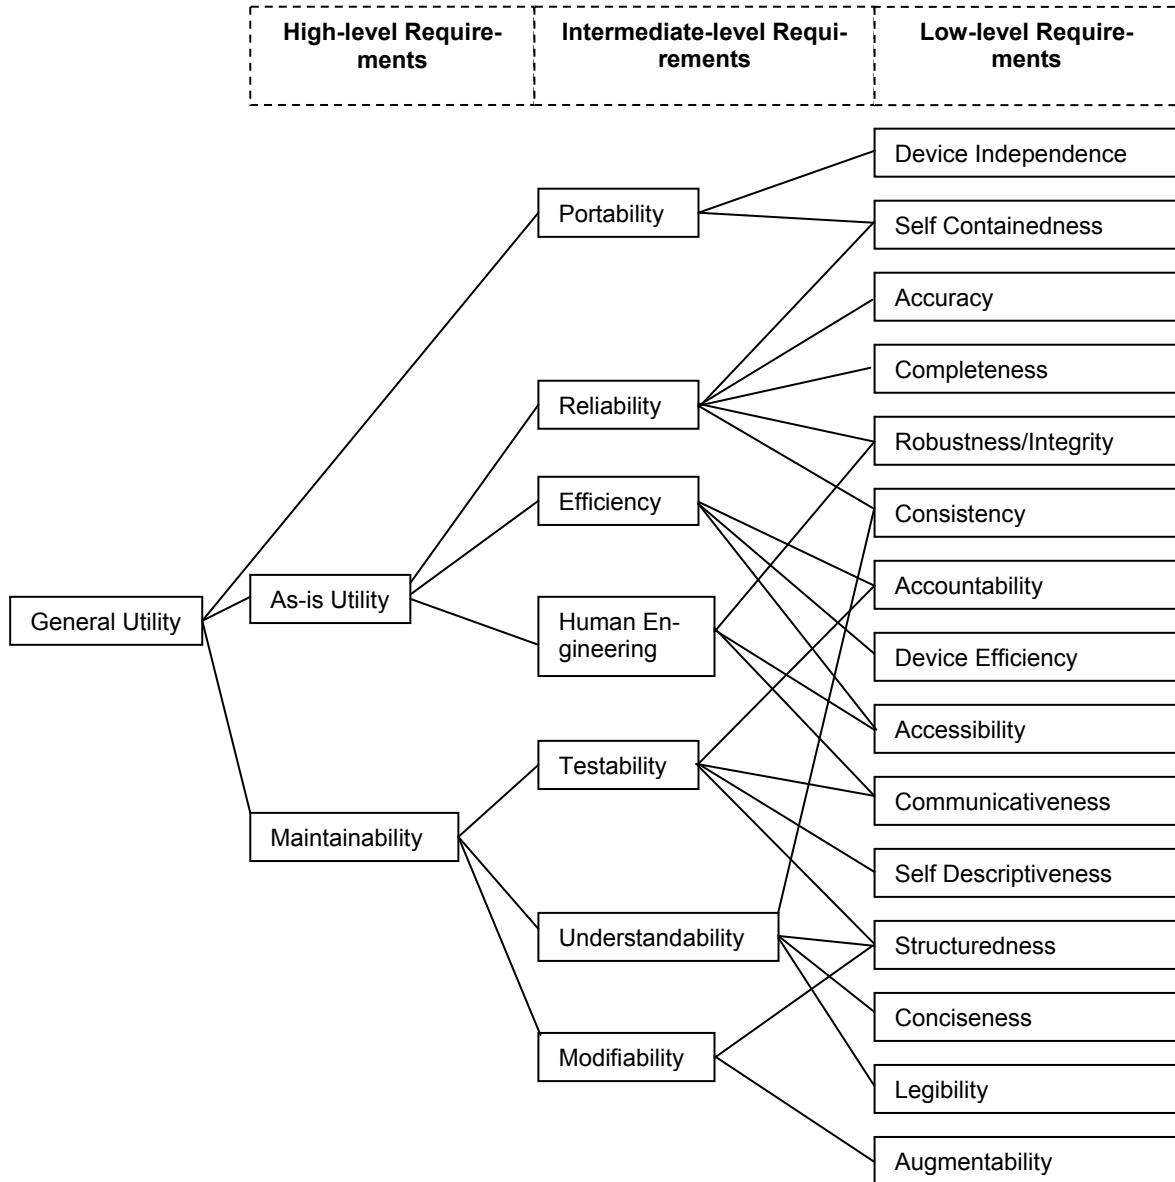 High-level Require-
ments
Intermediate-level Requi-
rements
Low-level Require-
ments
General Utility
As-is Utility
Maintainability
Portability
Reliability
Efficiency
Human En-
gineering
Testability
Understandability
Modifiability
Device Independence
Self Containedness
Accuracy
Completeness
Robustness/Integrity
Consistency
Accountability
Device Efficiency
Accessibility
Communicativeness
Self Descriptiveness
Structuredness
Conciseness
Legibility
Augmentability